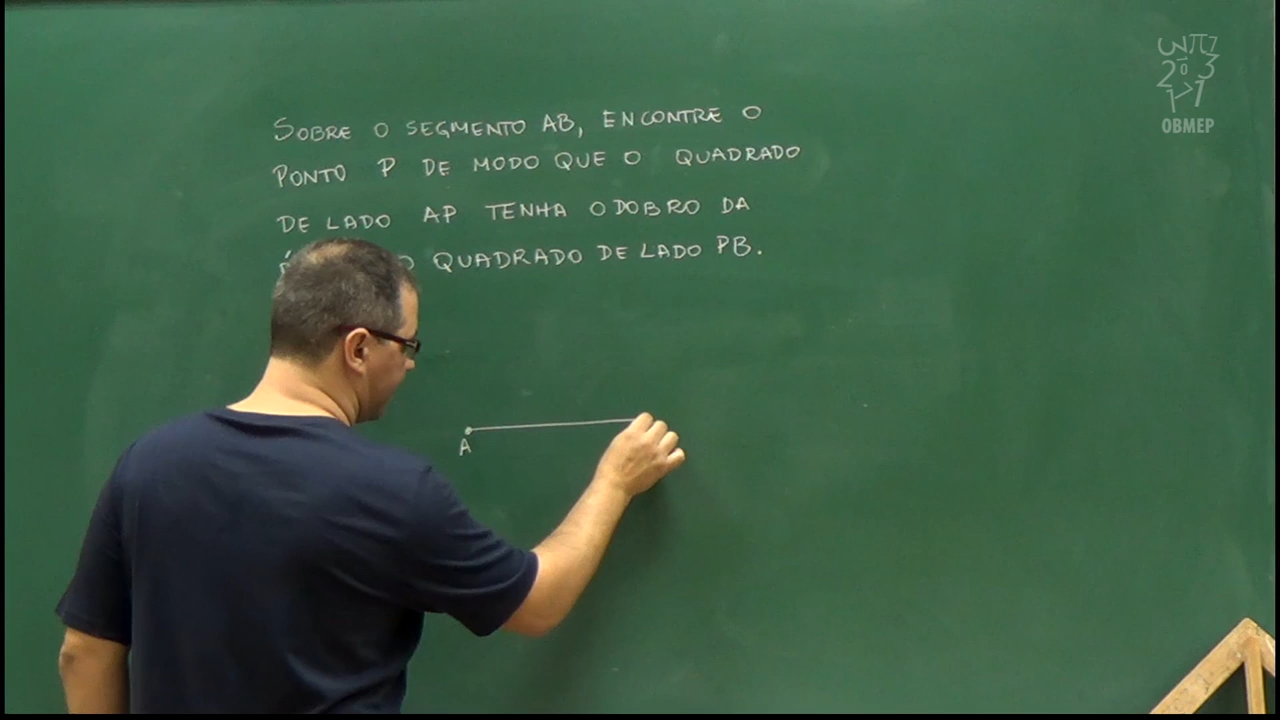 SOBRE O SEGMENTO AB, ENCONTRE O
PONTO P DE MODO QUE O QUADRADO
DE LADO AP TENHA O DOBRO DA
QUADRADO DE LADO PB.
A
OBMEP